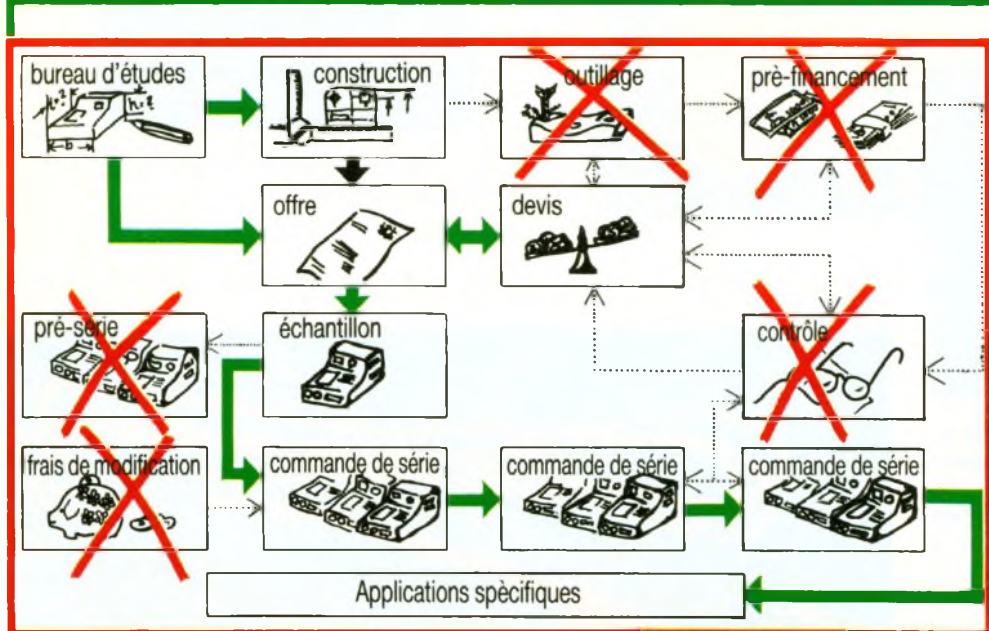 bureau d'études
construction
outillage
prè-financement
offre
devis
pré-série
échantillon
contrôle
frais de modification
commande de série
commande de série
commande de série
Applications spècifiques